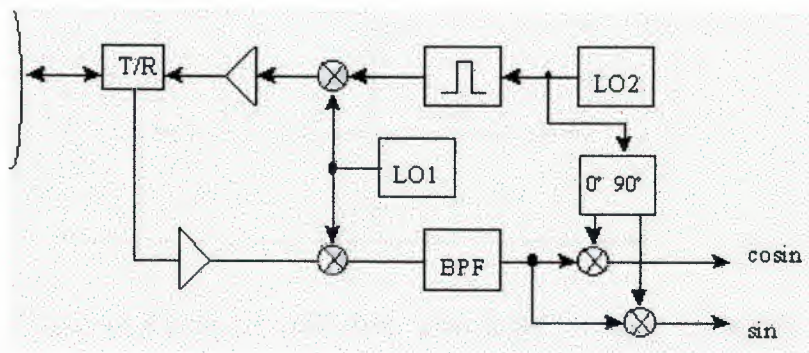 T/R
LO2
LO1
0° 90°
BPF
cosin
sin